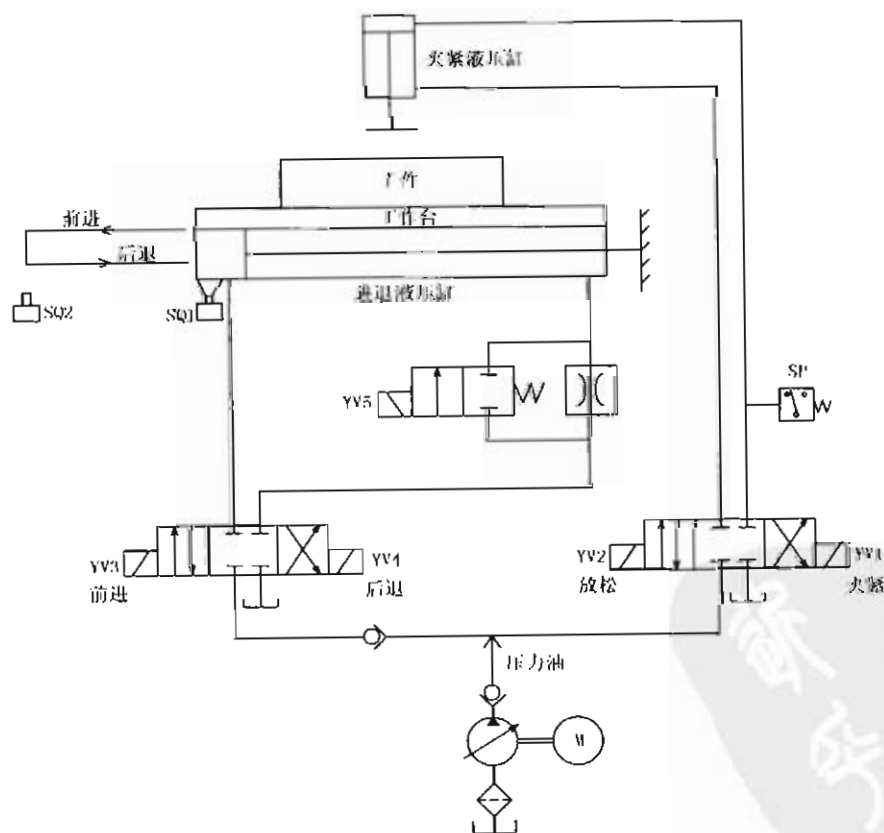 夹紧液压缸
工件
工作台
前进
后退
进退液压缸
SQ2
SQ1
SP
YV5
YV3
前进
YV4
后退
YV2
放松
YV1
夹紧
压力油
M